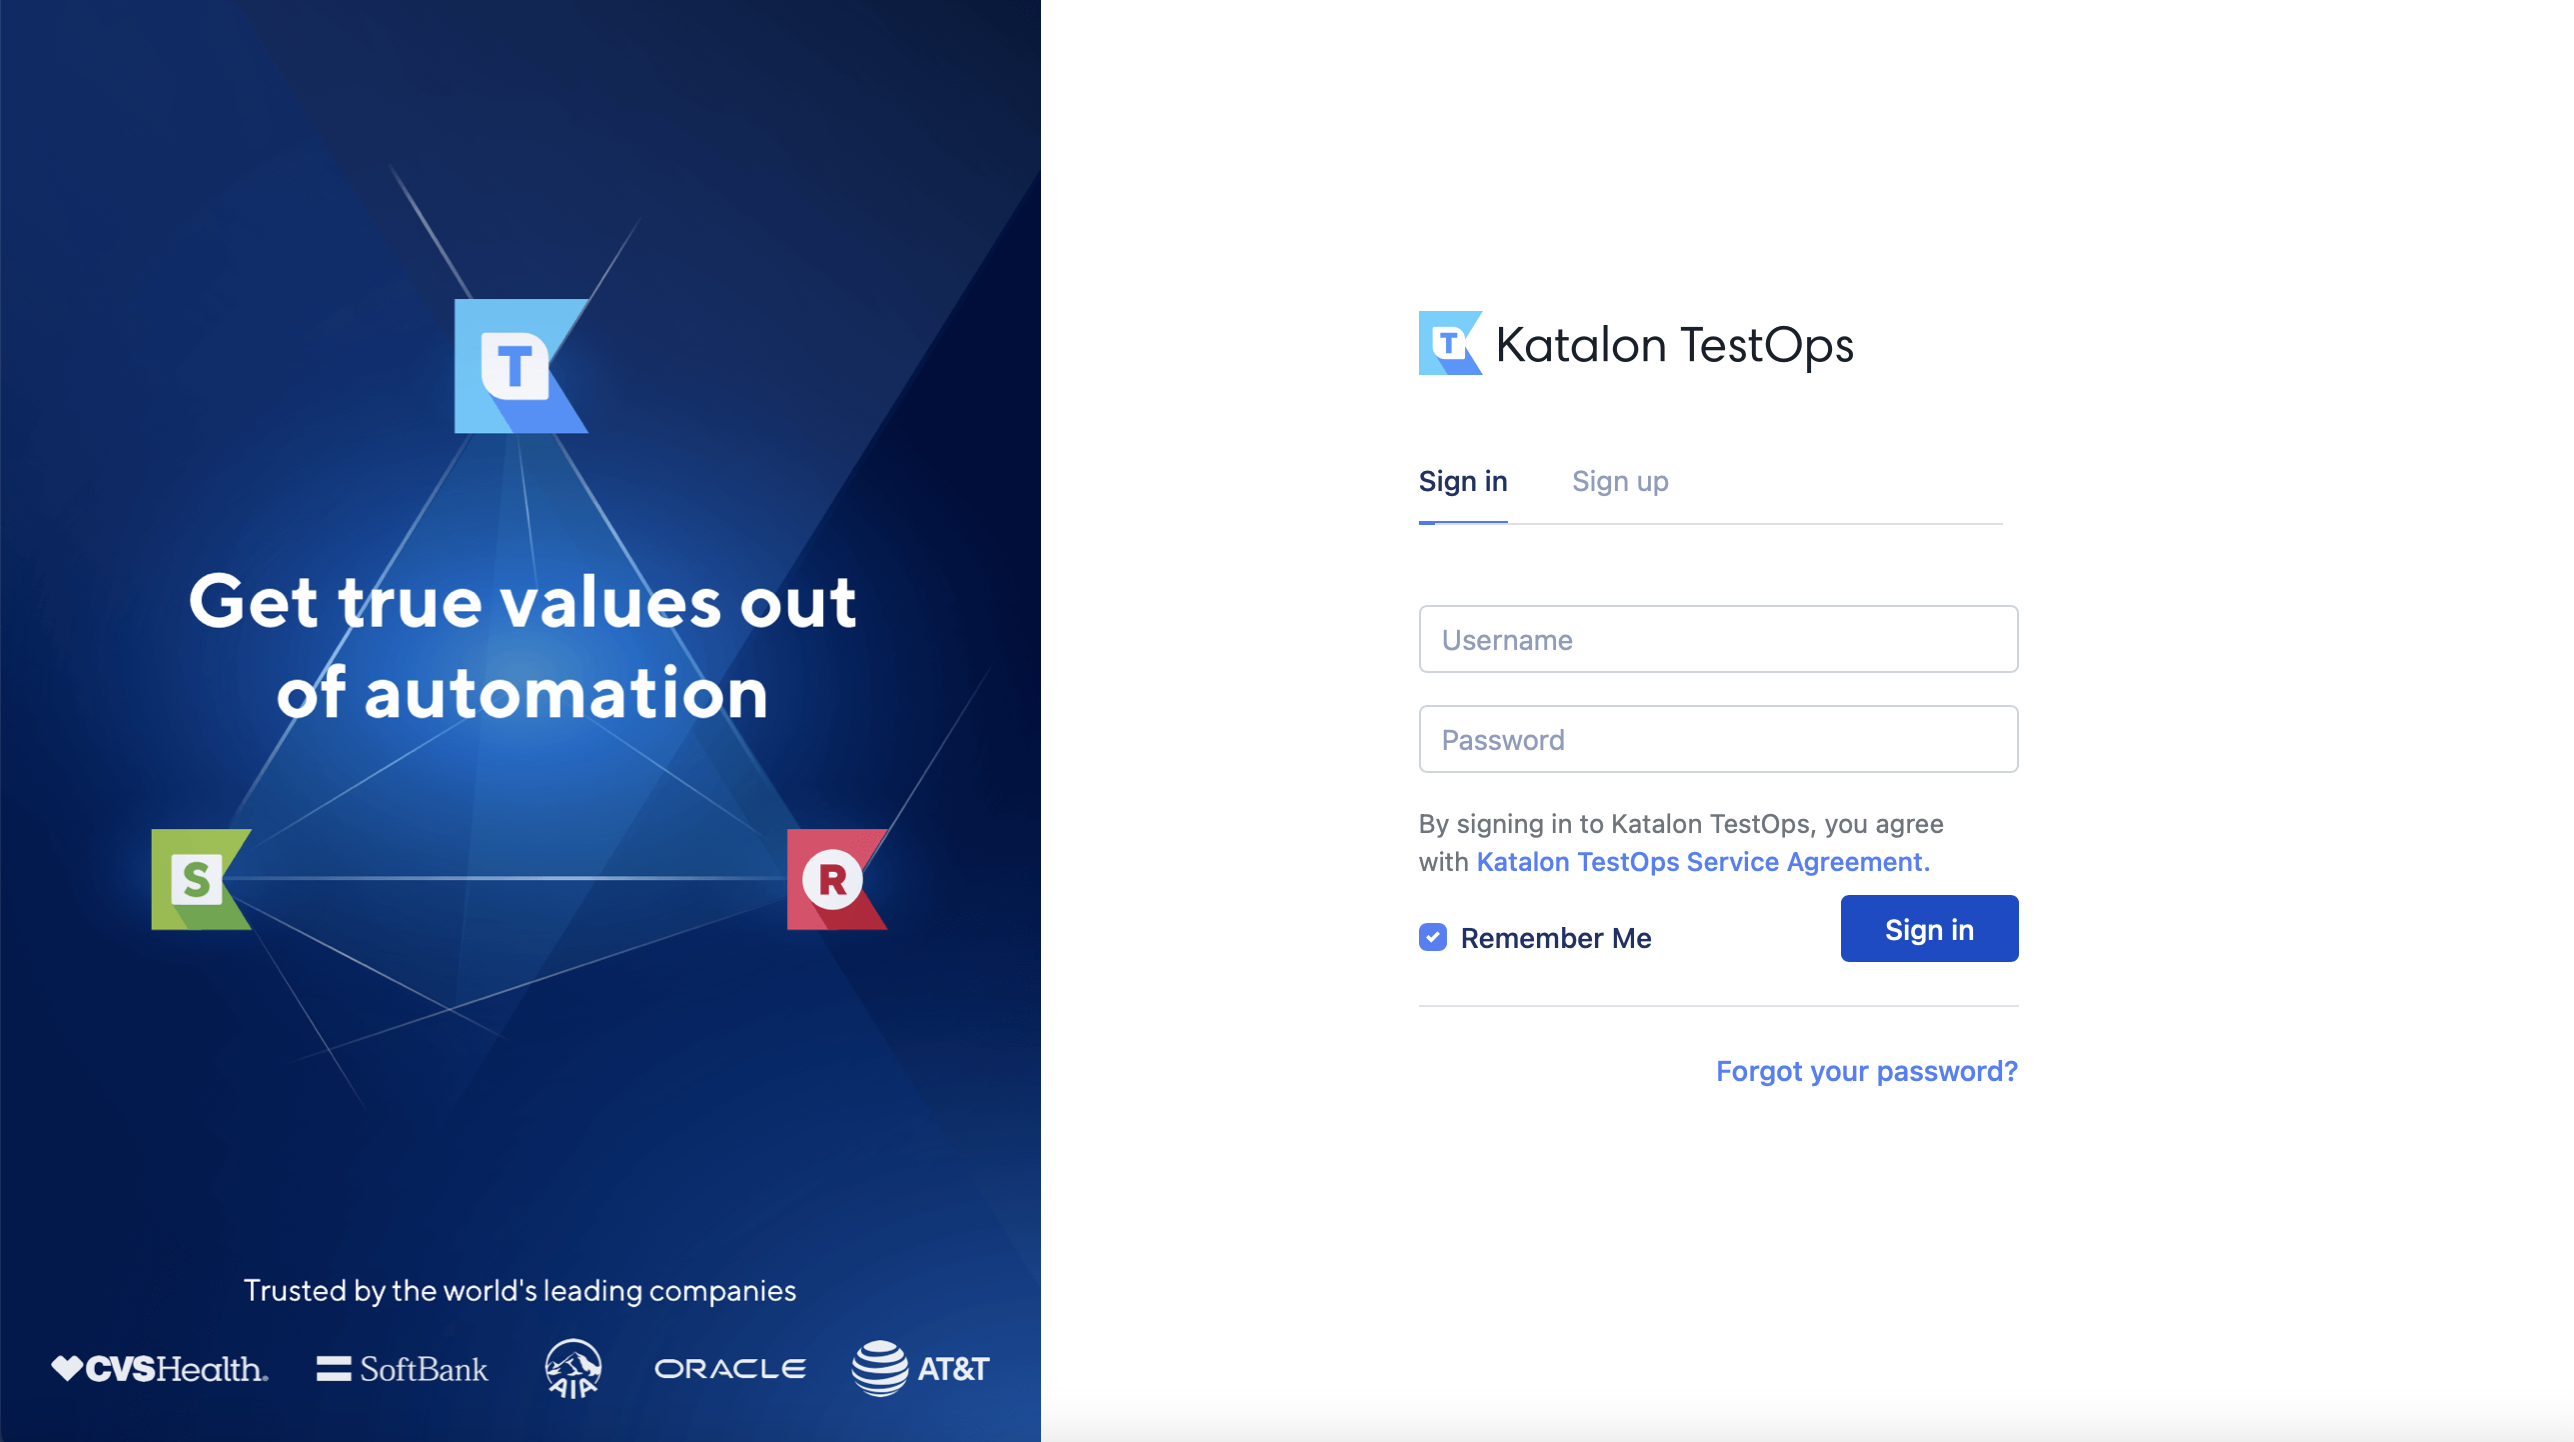 T
Get true values out
of automation
S
R
Trusted by the world's leading companies
CVSHealth.
SoftBank
AIA
ORACLE
AT&T
T
Katalon TestOps
Sign in
Sign up
Username
Password
By signing in to Katalon TestOps, you agree
with Katalon TestOps Service Agreement.
Remember Me
Sign in
Forgot your password?